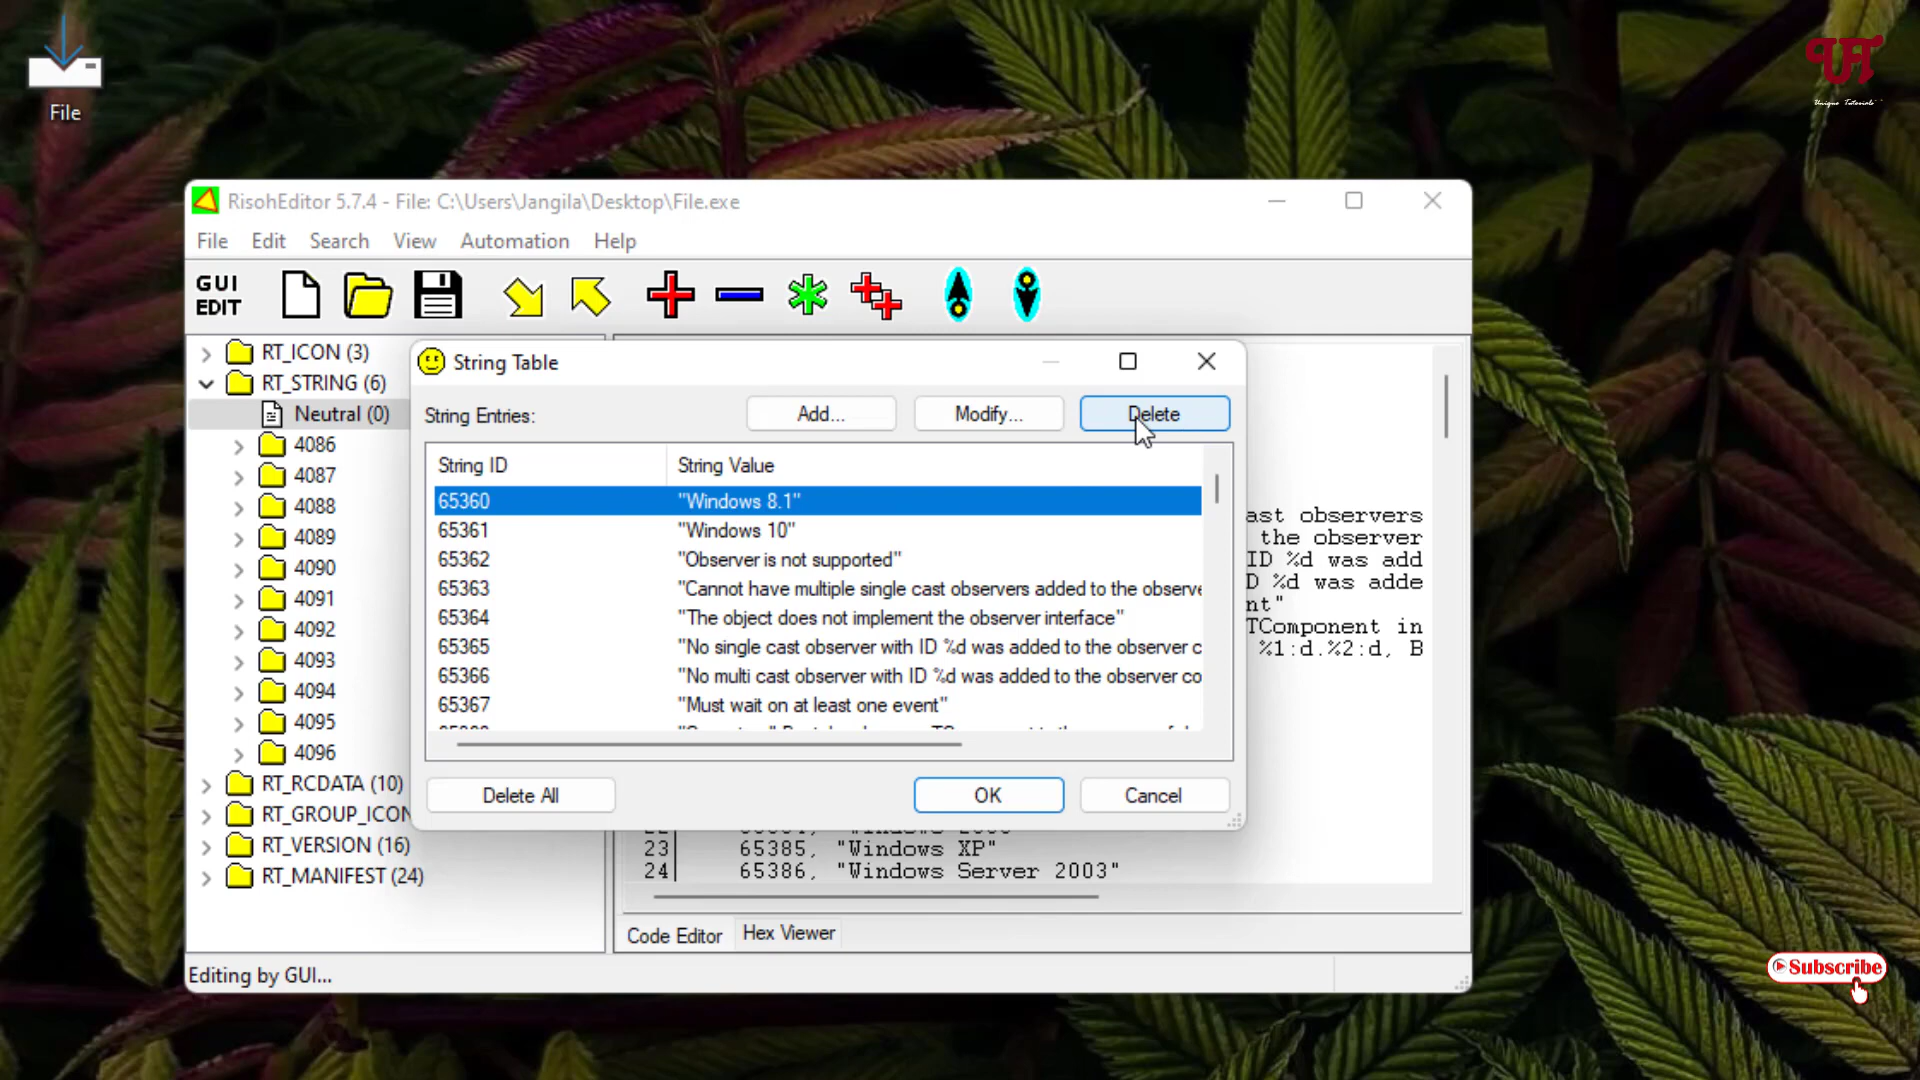 File
UT
Unique Tutorials
RisohEditor 5.7.4 - File: C:\Users\Jangila\Desktop\File.exe
File Edit Search View Automation Help
GUI
EDIT
RT_ICON (3)
RT_STRING (6)
Neutral (0)
4086
4087
4088
4089
4090
4091
4092
4093
4094
4095
4096
RT_RCDATA (10)
RT_GROUP_ICON
RT_VERSION (16)
RT_MANIFEST (24)
String Table
String Entries: Add... Modify... Delete
String ID String Value
65360 "Windows 8.1"
65361 "Windows 10"
65362 "Observer is not supported"
65363 "Cannot have multiple single cast observers added to the observe
65364 "The object does not implement the observer interface"
65365 "No single cast observer with ID %d was added to the observer c
65366 "No multi cast observer with ID %d was added to the observer co
65367 "Must wait on at least one event"
Delete All OK Cancel
ast observers
the observer
ID %d was add
D %d was adde
nt"
TComponent in
%1:d.%2:d, B
23 65385, "Windows XP"
24 65386, "Windows Server 2003"
Code Editor Hex Viewer
Editing by GUI...
Subscribe